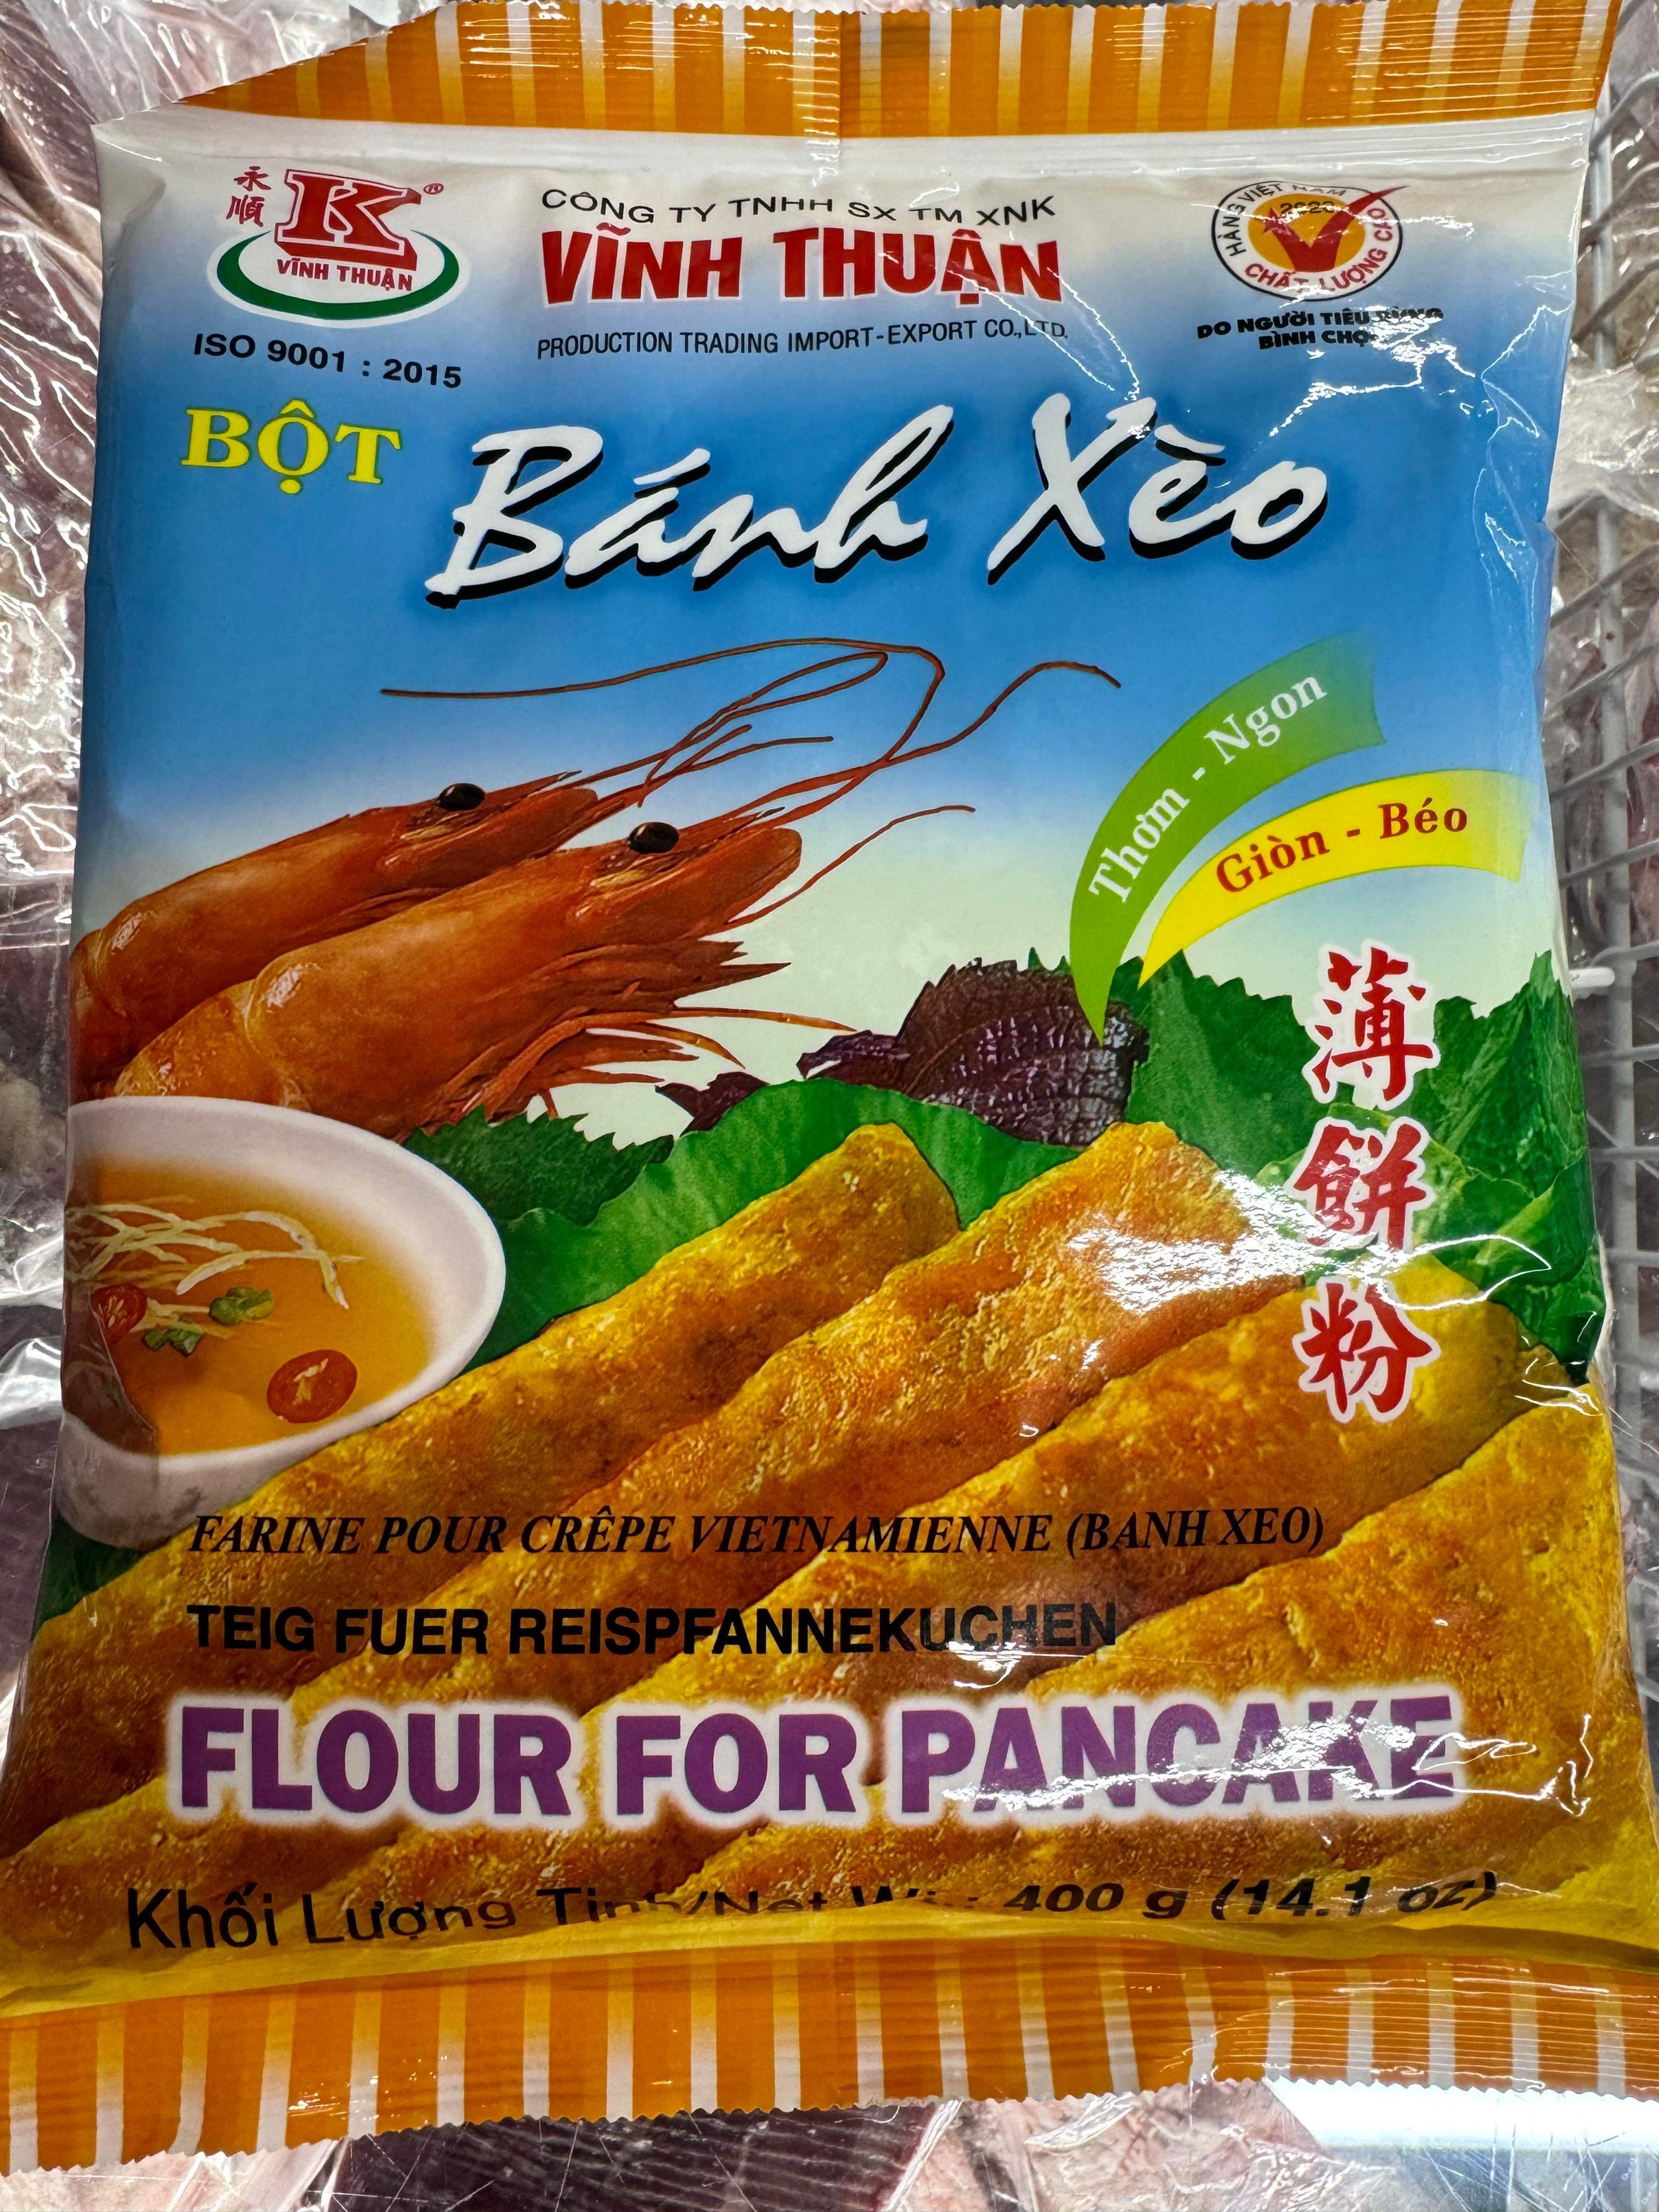 永順
K®
VĨNH THUẬN
ISO 9001 : 2015
CÔNG TY TNHH SX TM XNK
VĨNH THUẬN
PRODUCTION TRADING IMPORT-EXPORT CO.,LTD.
HÀNG VIỆT NAM
CHẤT LƯỢNG CAO
DO NGƯỜI TIÊU DÙNG
BÌNH CHỌN
BỘT
Bánh Xèo
Thơm - Ngon
Giòn - Béo
薄餅粉
FARINE POUR CRÊPE VIETNAMIENNE (BANH XEO)
TEIG FUER REISPFANNEKUCHEN
FLOUR FOR PANCAKE
Khối Lượng Tịnh/Net Wt.: 400 g (14.1 oz)